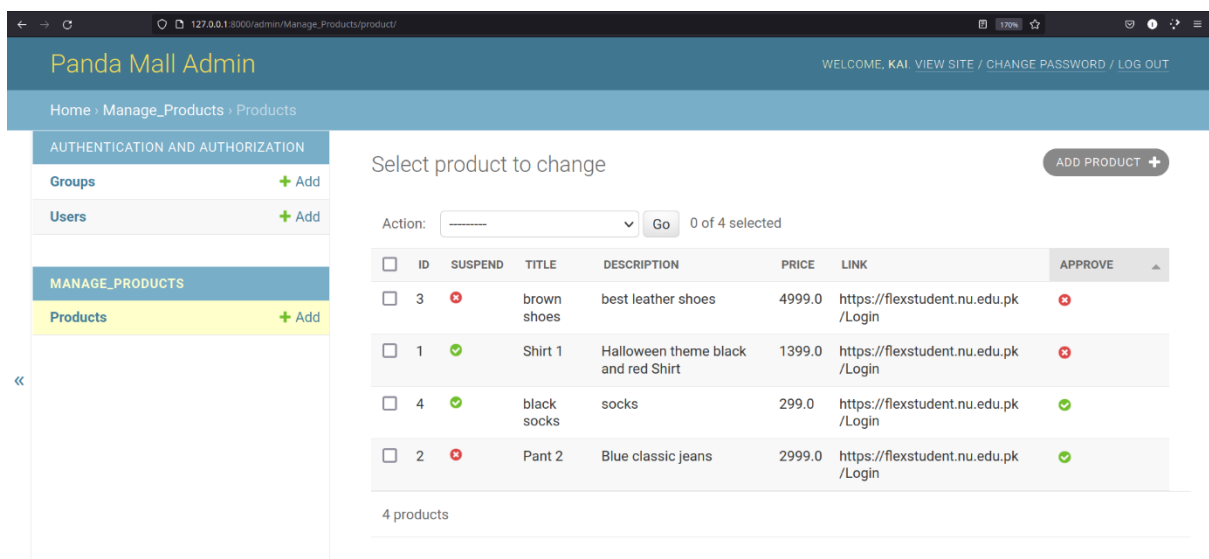 127.0.0.1:8000/admin/Manage_Products/product/ 170%
Panda Mall Admin
WELCOME, KAI. VIEW SITE / CHANGE PASSWORD / LOG OUT
Home › Manage_Products › Products
AUTHENTICATION AND AUTHORIZATION
Groups + Add
Users + Add
MANAGE_PRODUCTS
Products + Add
«
Select product to change
ADD PRODUCT +
Action: --------- Go 0 of 4 selected
ID SUSPEND TITLE DESCRIPTION PRICE LINK APPROVE
3 brown best leather shoes 4999.0 https://flexstudent.nu.edu.pk
shoes /Login
1 Shirt 1 Halloween theme black 1399.0 https://flexstudent.nu.edu.pk
and red Shirt /Login
4 black socks 299.0 https://flexstudent.nu.edu.pk
socks /Login
2 Pant 2 Blue classic jeans 2999.0 https://flexstudent.nu.edu.pk
/Login
4 products